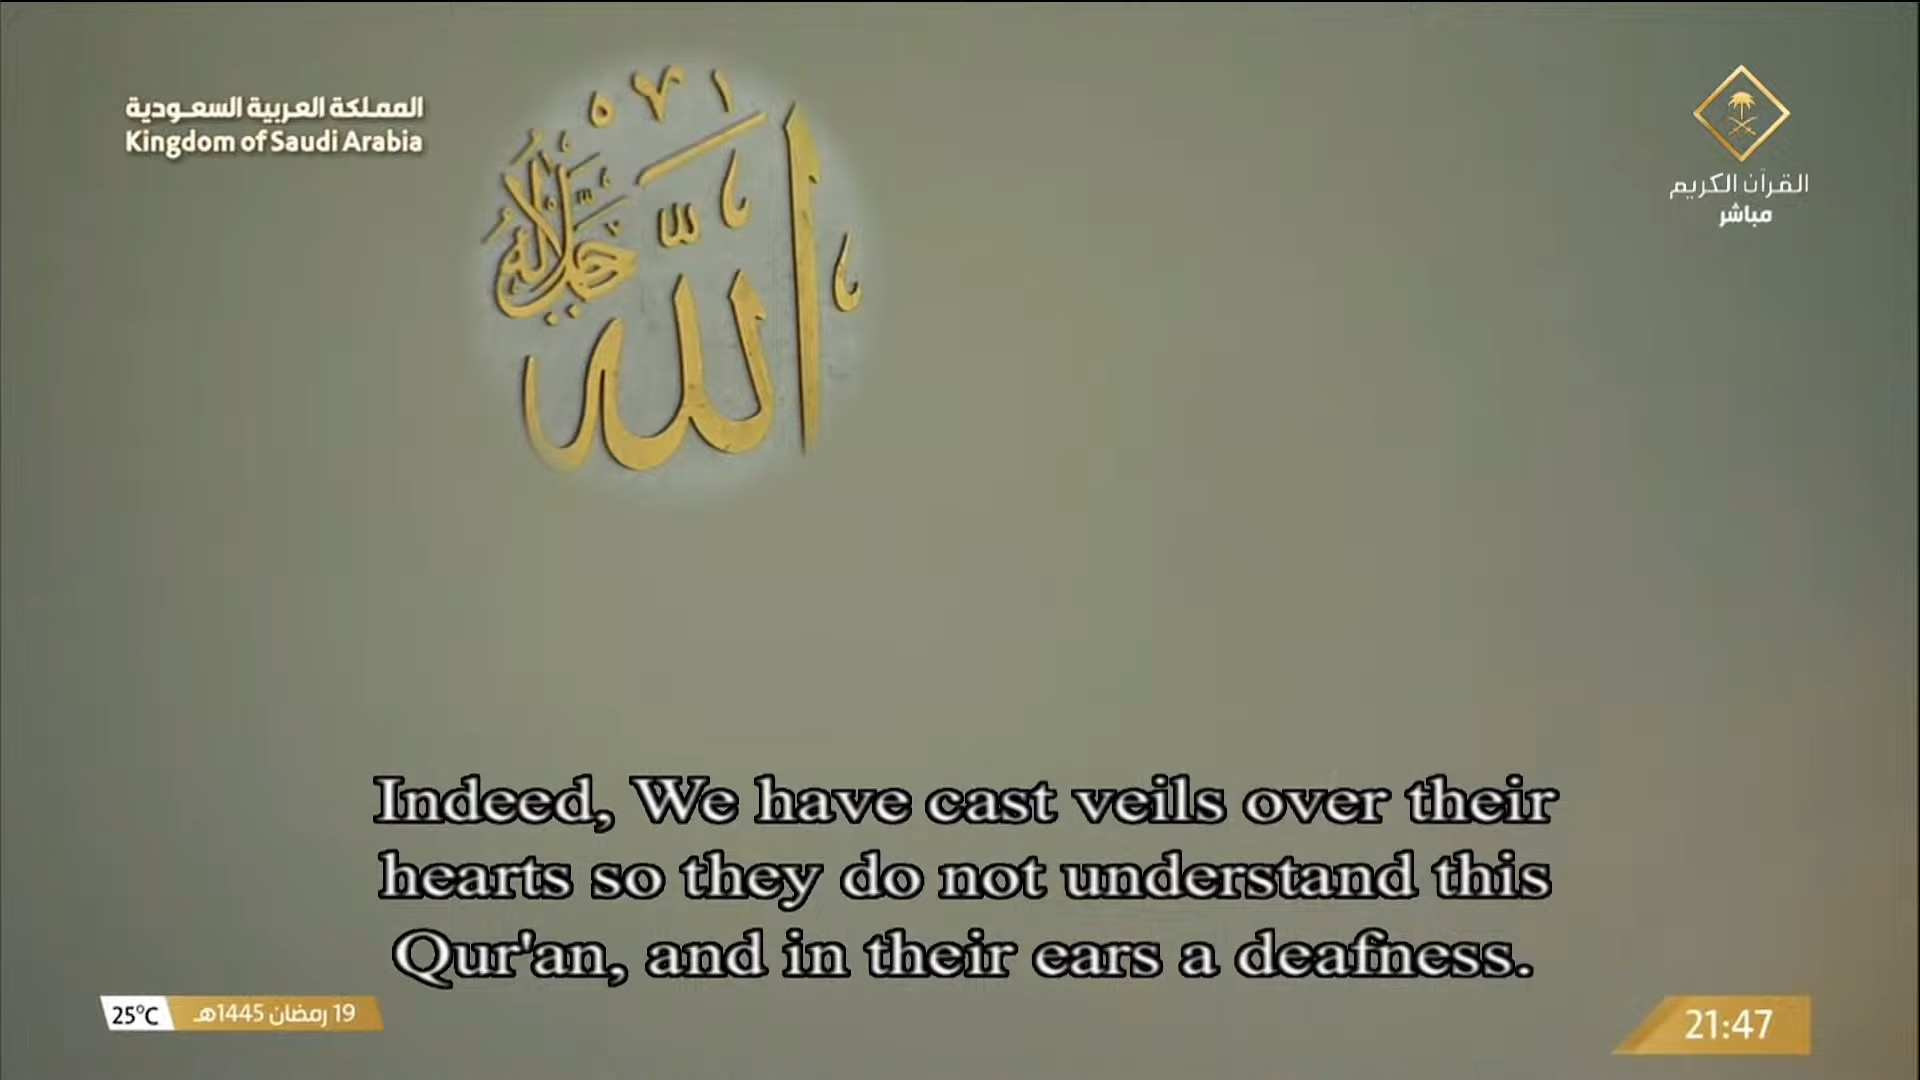 المملكة العربية السعودية
Kingdom of Saudi Arabia
القرآن الكريم
مباشر
الله
جل جلاله
Indeed, We have cast veils over their
hearts so they do not understand this
Qur'an, and in their ears a deafness.
25°C
19 رمضان 1445هـ
21:47